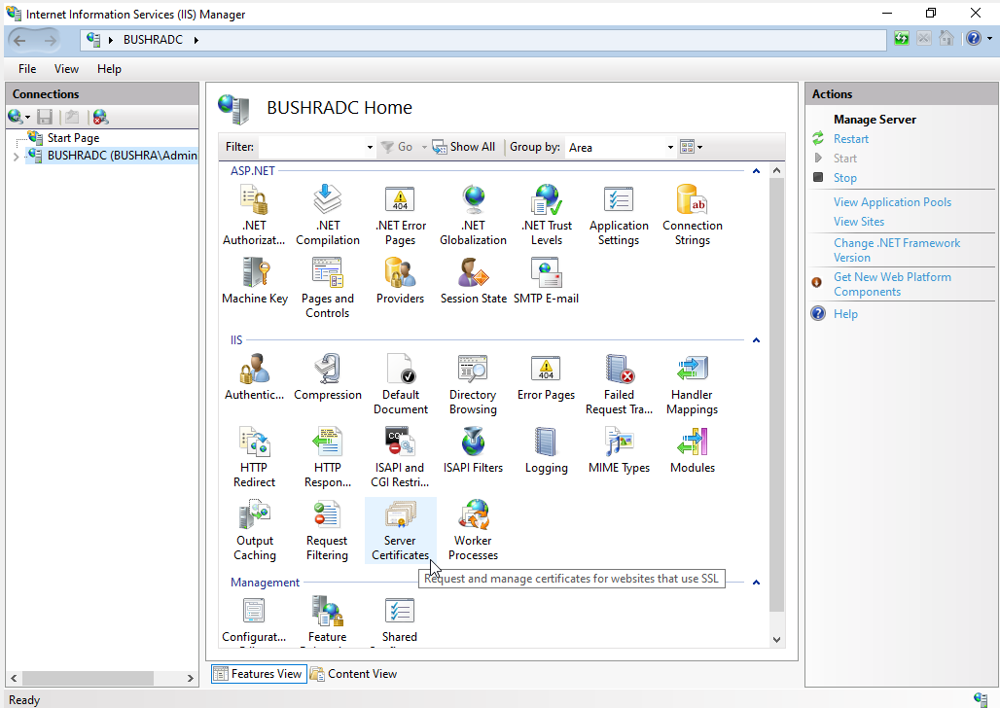 Internet Information Services (IIS) Manager
BUSHRADC
File View Help
Connections
Start Page
BUSHRADC (BUSHRA\Admin
BUSHRADC Home
Filter: Go Show All Group by: Area
ASP.NET
.NET Authorizat...
.NET Compilation
.NET Error Pages
.NET Globalization
.NET Trust Levels
Application Settings
Connection Strings
Machine Key
Pages and Controls
Providers
Session State
SMTP E-mail
IIS
Authentic...
Compression
Default Document
Directory Browsing
Error Pages
Failed Request Tra...
Handler Mappings
HTTP Redirect
HTTP Respon...
ISAPI and CGI Restri...
ISAPI Filters
Logging
MIME Types
Modules
Output Caching
Request Filtering
Server Certificates
Worker Processes
Request and manage certificates for websites that use SSL
Management
Configurat...
Feature
Shared
Features View Content View
Actions
Manage Server
Restart
Start
Stop
View Application Pools
View Sites
Change .NET Framework
Version
Get New Web Platform
Components
Help
Ready